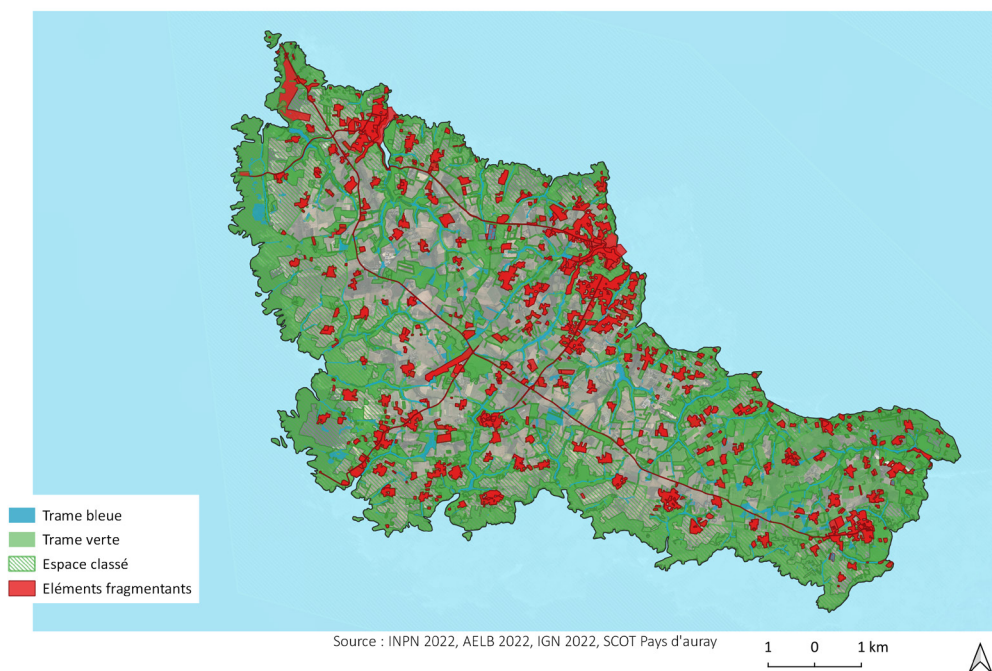 Trame bleue
Trame verte
Espace classé
Eléments fragmentants
Source : INPN 2022, AELB 2022, IGN 2022, SCOT Pays d'auray
1 0 1 km